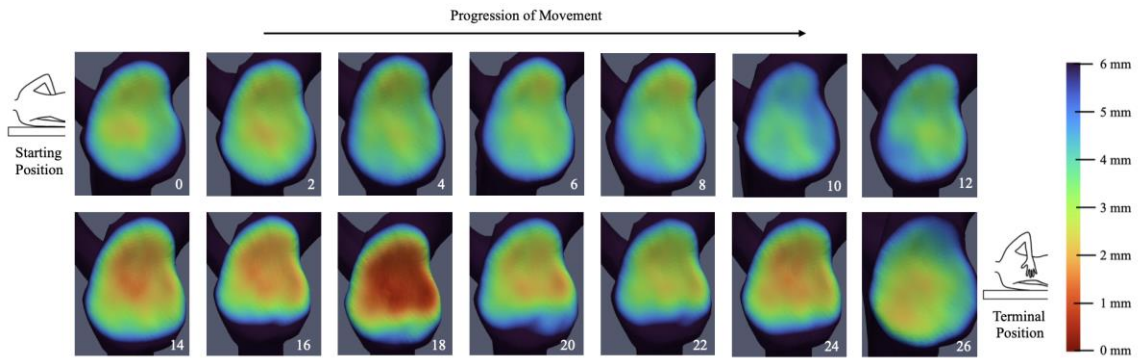 Progression of Movement
Starting
Position
0
2
4
6
8
10
12
14
16
18
20
22
24
26
Terminal
Position
6 mm
5 mm
4 mm
3 mm
2 mm
1 mm
0 mm